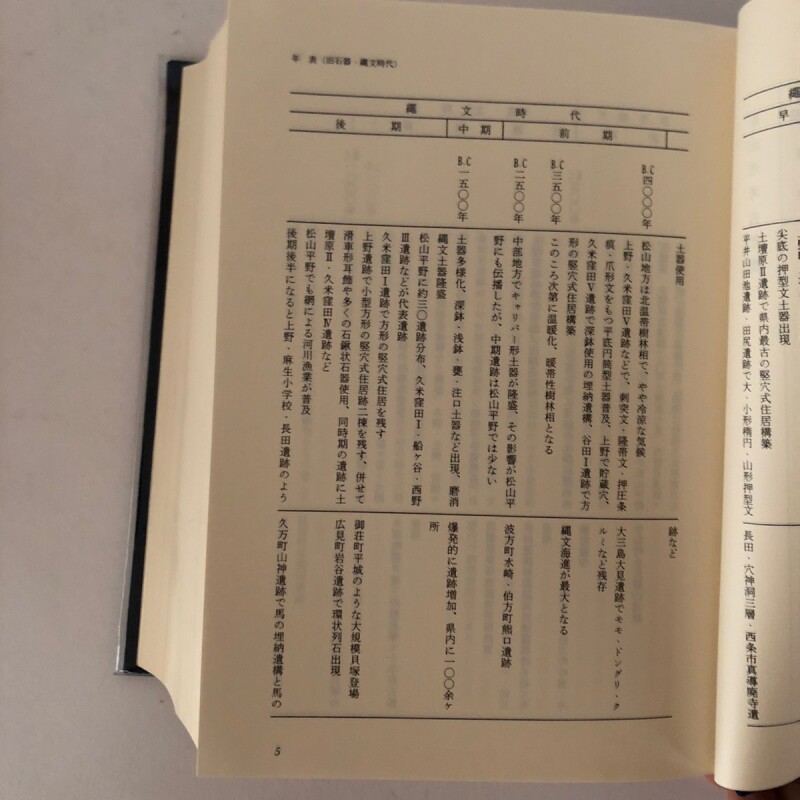 縄
早
尖底の押型文土器出現
土壇原Ⅱ遺跡で県内最古の竪穴式住居構築
平井山田池遺跡・田尻遺跡で大・小形楕円・山形押型文
長田・穴神洞三層・西条市真導廃寺遺
年　表（旧石器・縄文時代）
縄文時代
前期
中期
後期
土器使用
跡など
B.C四〇〇〇年
松山地方は北温帯樹林相で、やや冷涼な気候
上野・久米窪田Ⅴ遺跡などで、刺突文・隆帯文・押圧条
痕・爪形文をもつ平底円筒型土器普及、上野で貯蔵穴、
久米窪田Ⅴ遺跡で深鉢使用の埋納遺構、谷田Ⅰ遺跡で方
形の竪穴式住居構築
大三島大見遺跡でモモ・ドングリ・ク
ルミなど残存
B.C三五〇〇年
このころ次第に温暖化、暖帯性樹林相となる
縄文海進が最大となる
B.C二五〇〇年
中部地方でキャリパー形土器が隆盛、その影響が松山平
野にも伝播したが、中期遺跡は松山平野では少ない
波方町水崎・伯方町熊口遺跡
B.C一五〇〇年
土器多様化、深鉢・浅鉢・甕・注口土器など出現、磨消
縄文土器隆盛
爆発的に遺跡増加、県内に一〇〇余ヶ
所
松山平野に約三〇遺跡分布、久米窪田Ⅰ・船ヶ谷・西野
Ⅲ遺跡などが代表遺跡
久米窪田Ⅰ遺跡で方形の竪穴式住居を残す
上野遺跡で小型方形の竪穴式住居跡二棟を残す、併せて
滑車形耳飾や多くの石鍬状石器使用、同時期の遺跡に土
壇原Ⅱ・久米窪田Ⅳ遺跡など
御荘町平城のような大規模貝塚登場
広見町岩谷遺跡で環状列石出現
松山平野でも網による河川漁業が普及
後期後半になると上野・麻生小学校・長田遺跡のよう
久万町山神遺跡で馬の埋納遺構と馬の
5